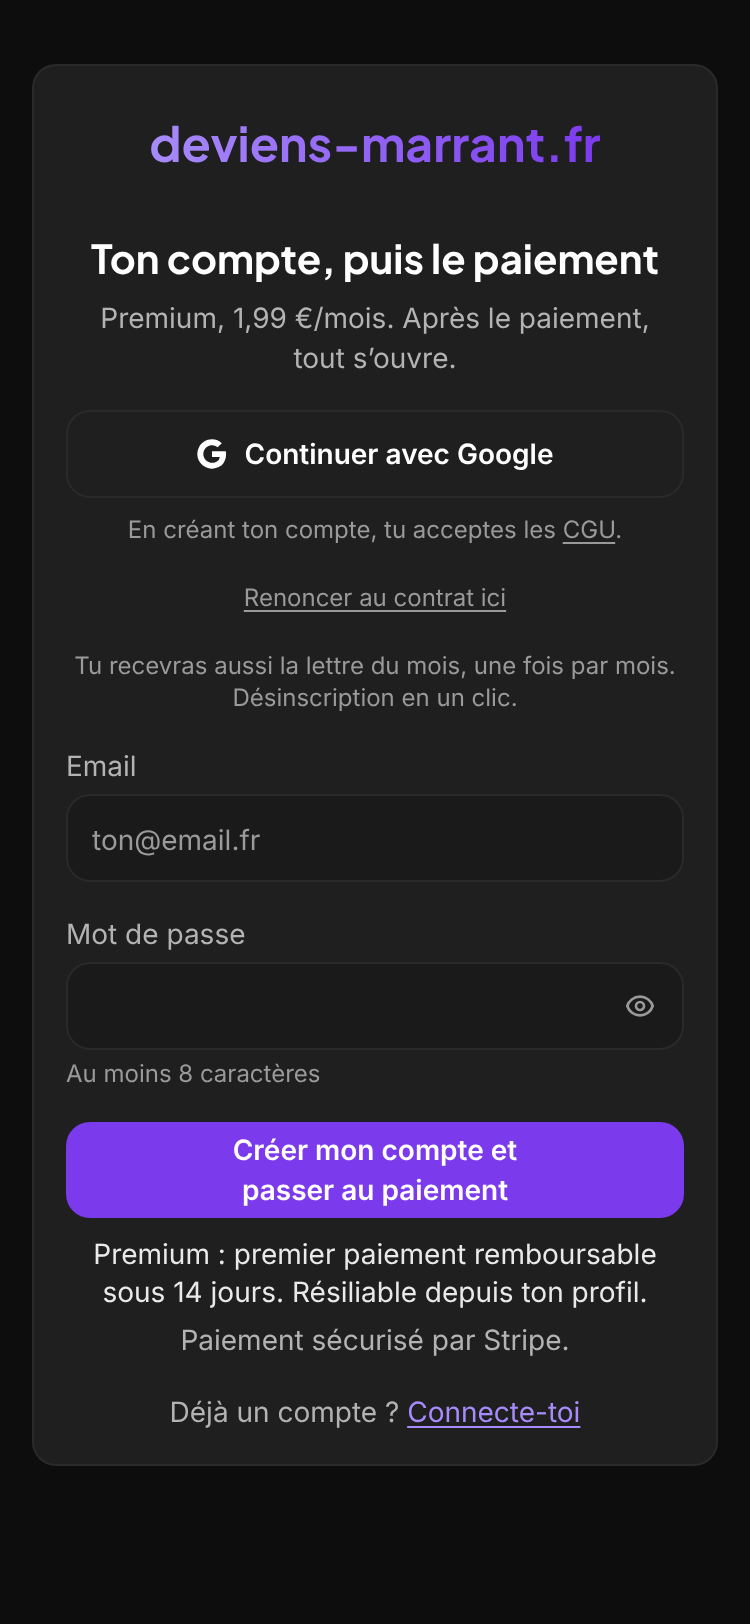 deviens-marrant.fr
Ton compte, puis le paiement
Premium, 1,99 €/mois. Après le paiement,
tout s’ouvre.
Continuer avec Google
En créant ton compte, tu acceptes les CGU.
Renoncer au contrat ici
Tu recevras aussi la lettre du mois, une fois par mois.
Désinscription en un clic.
Email
ton@email.fr
Mot de passe
Au moins 8 caractères
Créer mon compte et
passer au paiement
Premium : premier paiement remboursable
sous 14 jours. Résiliable depuis ton profil.
Paiement sécurisé par Stripe.
Déjà un compte ? Connecte-toi